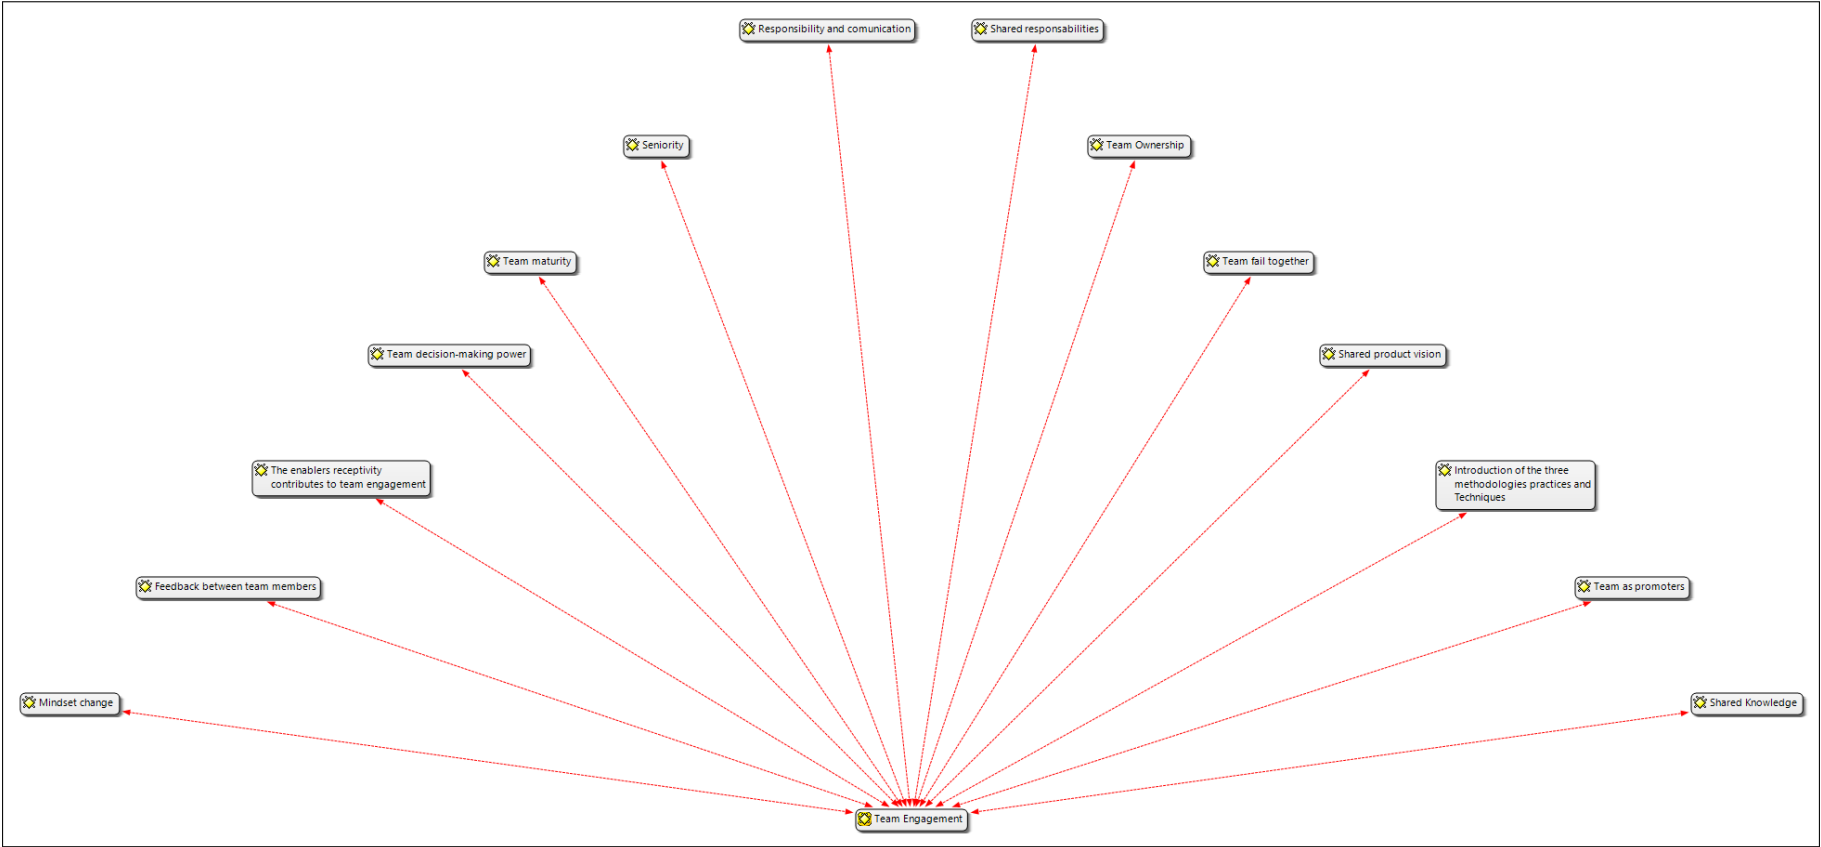 Responsibility and comunication
Shared responsabilities
Seniority
Team Ownership
Team maturity
Team fail together
Team decision-making power
Shared product vision
The enablers receptivity
contributes to team engagement
Introduction of the three
methodologies practices and
Techniques
Feedback between team members
Team as promoters
Mindset change
Shared Knowledge
Team Engagement